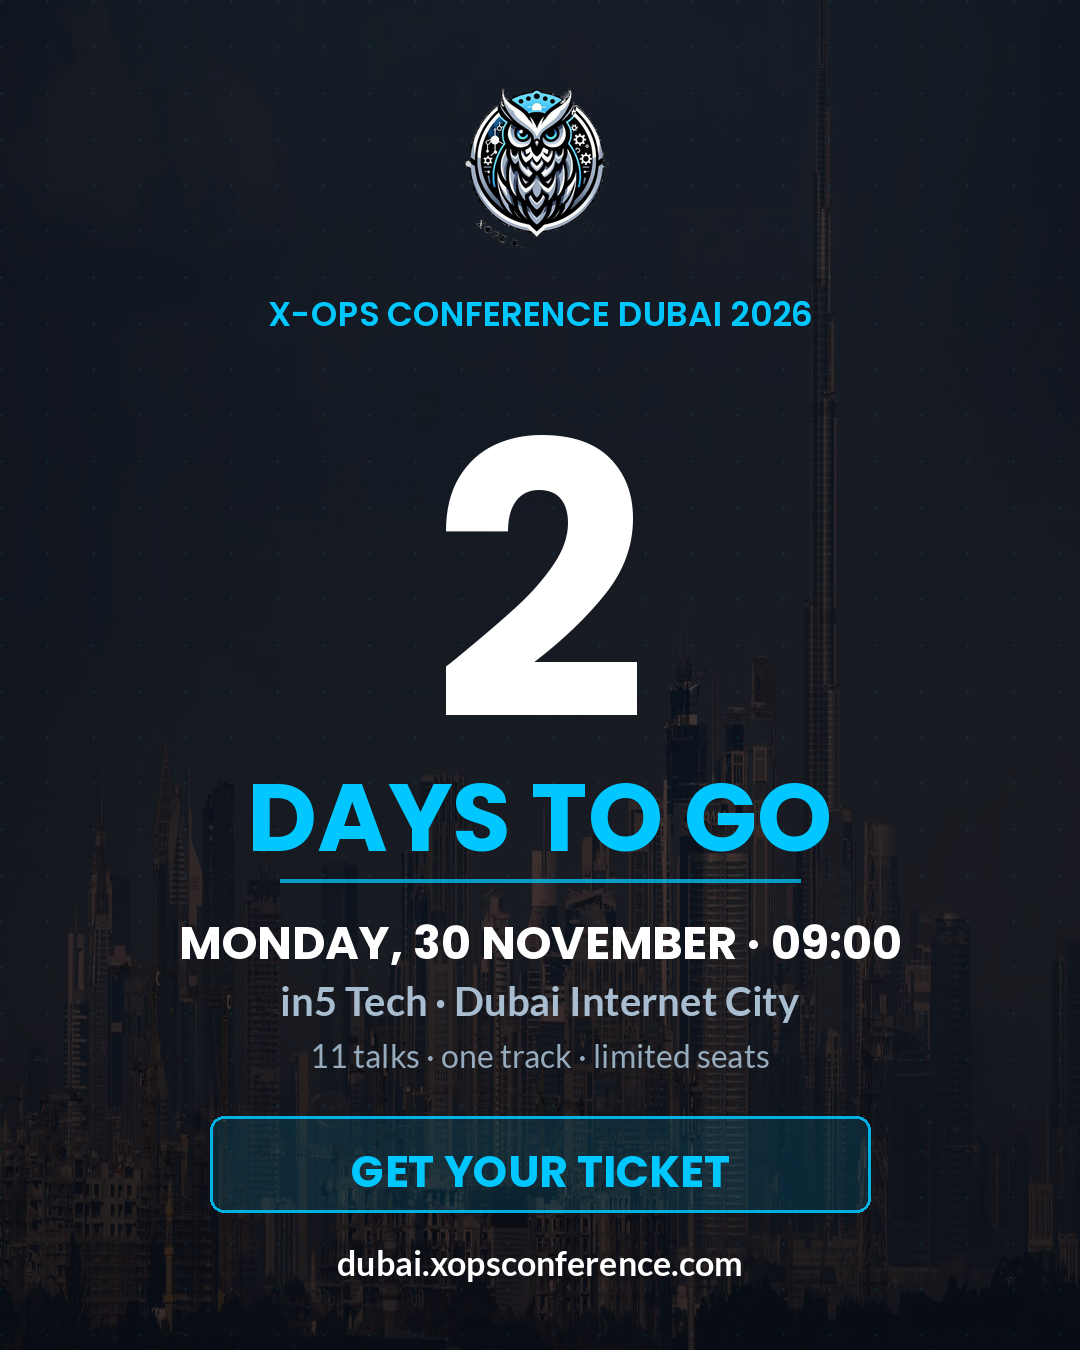 X-OPS CONFERENCE DUBAI 2026
2
DAYS TO GO
MONDAY, 30 NOVEMBER · 09:00
in5 Tech · Dubai Internet City
11 talks · one track · limited seats
GET YOUR TICKET
dubai.xopsconference.com